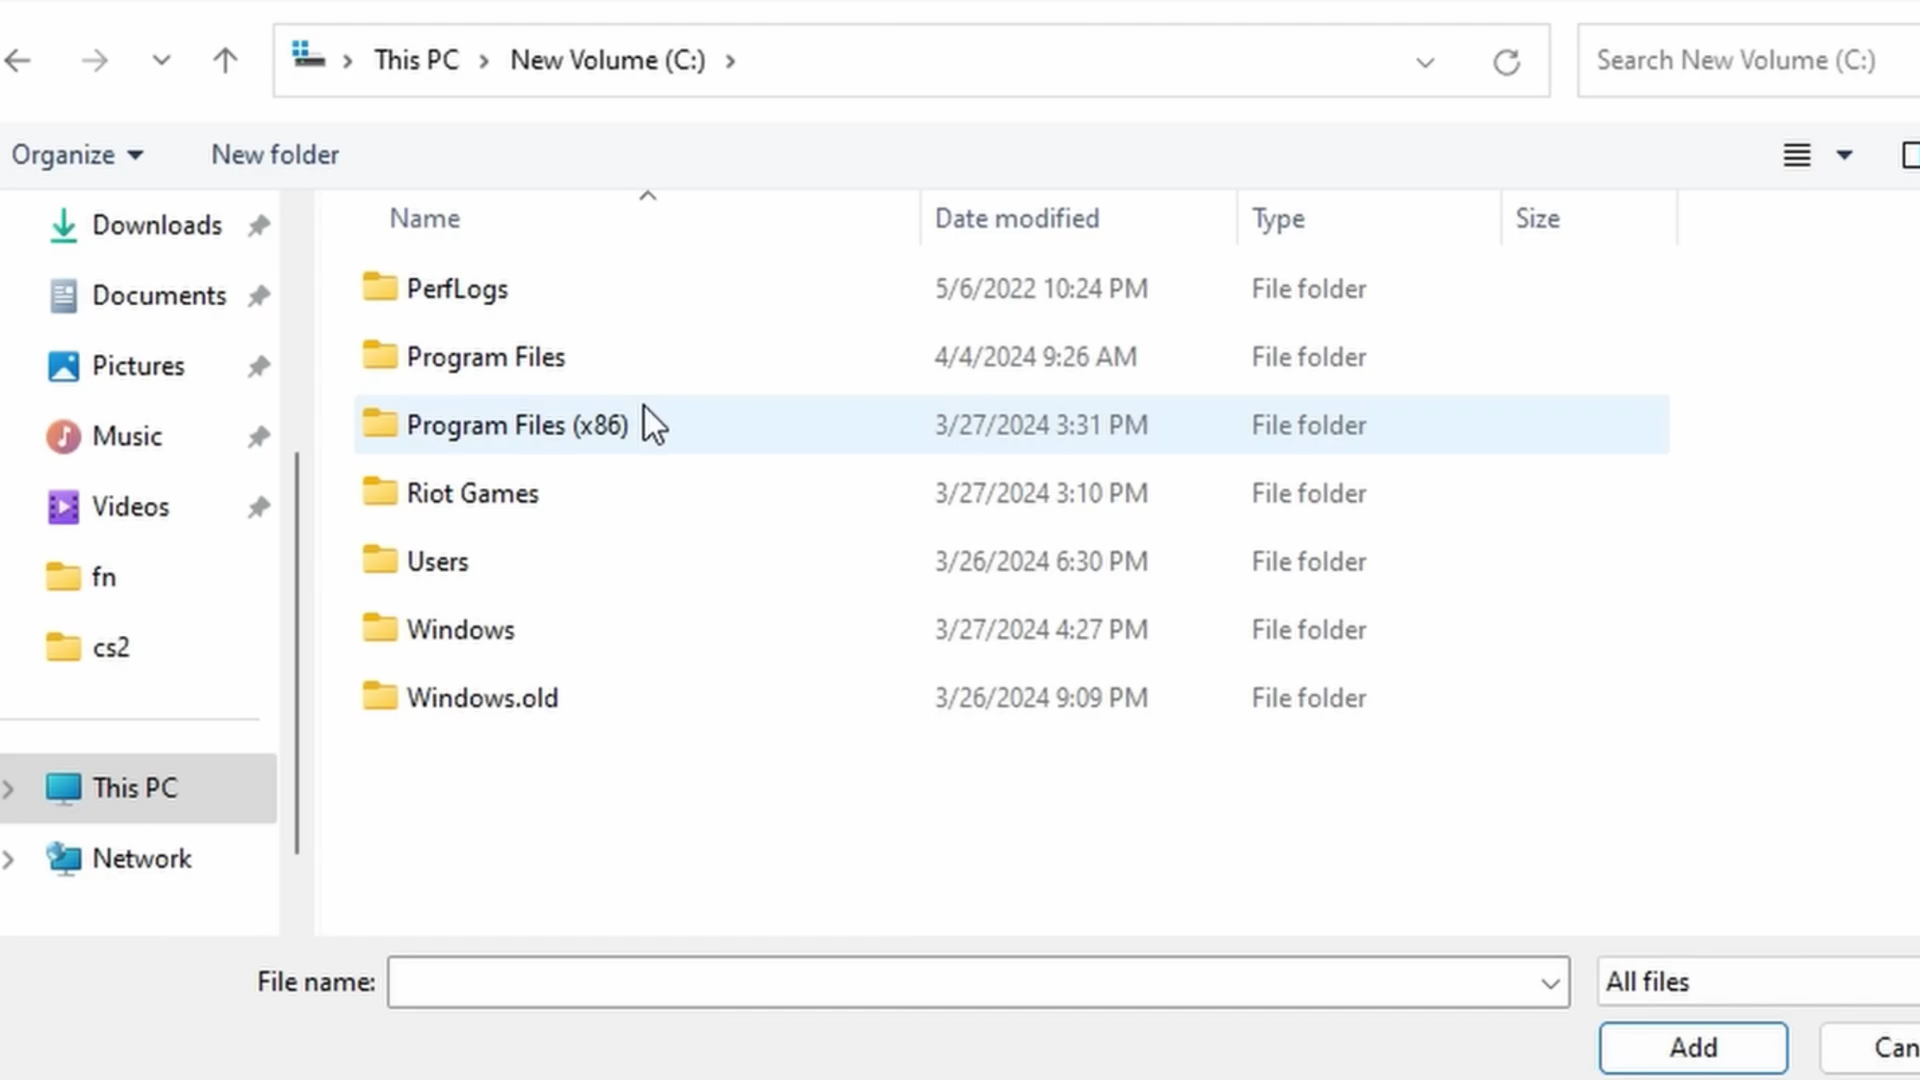 This PC New Volume (C:) Search New Volume (C:)
Organize New folder
Name Date modified Type Size
Downloads
Documents
Pictures
Music
Videos
fn
cs2
This PC
Network
PerfLogs 5/6/2022 10:24 PM File folder
Program Files 4/4/2024 9:26 AM File folder
Program Files (x86) 3/27/2024 3:31 PM File folder
Riot Games 3/27/2024 3:10 PM File folder
Users 3/26/2024 6:30 PM File folder
Windows 3/27/2024 4:27 PM File folder
Windows.old 3/26/2024 9:09 PM File folder
File name: All files
Add Can